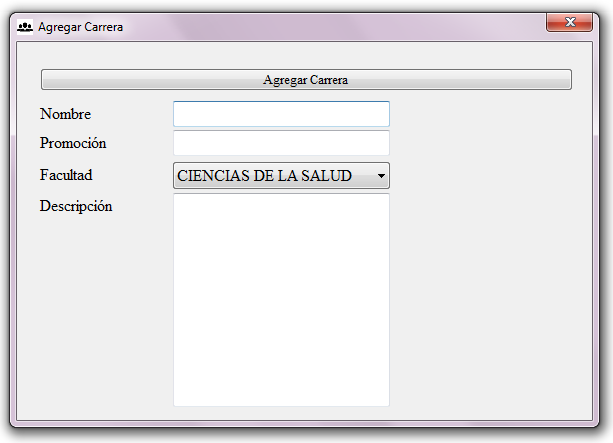 Agregar Carrera
Agregar Carrera
Nombre
Promoción
Facultad CIENCIAS DE LA SALUD
Descripción